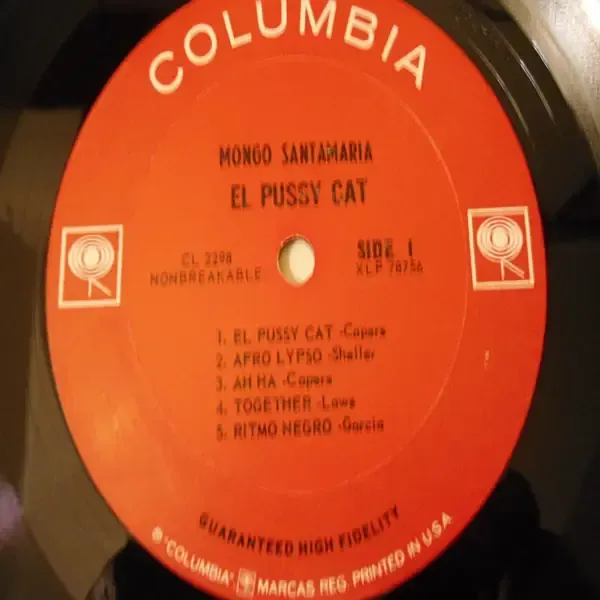 COLUMBIA
MONGO SANTAMARIA
EL PUSSY CAT
CL 2298
NONBREAKABLE
SIDE 1
XLP 78756
1. EL PUSSY CAT -Capers
2. AFRO LYPSO -Sheller
3. AH HA -Capers
4. TOGETHER -Laws
5. RITMO NEGRO -Garcia
GUARANTEED HIGH FIDELITY
® "COLUMBIA", MARCAS REG. PRINTED IN U.S.A.